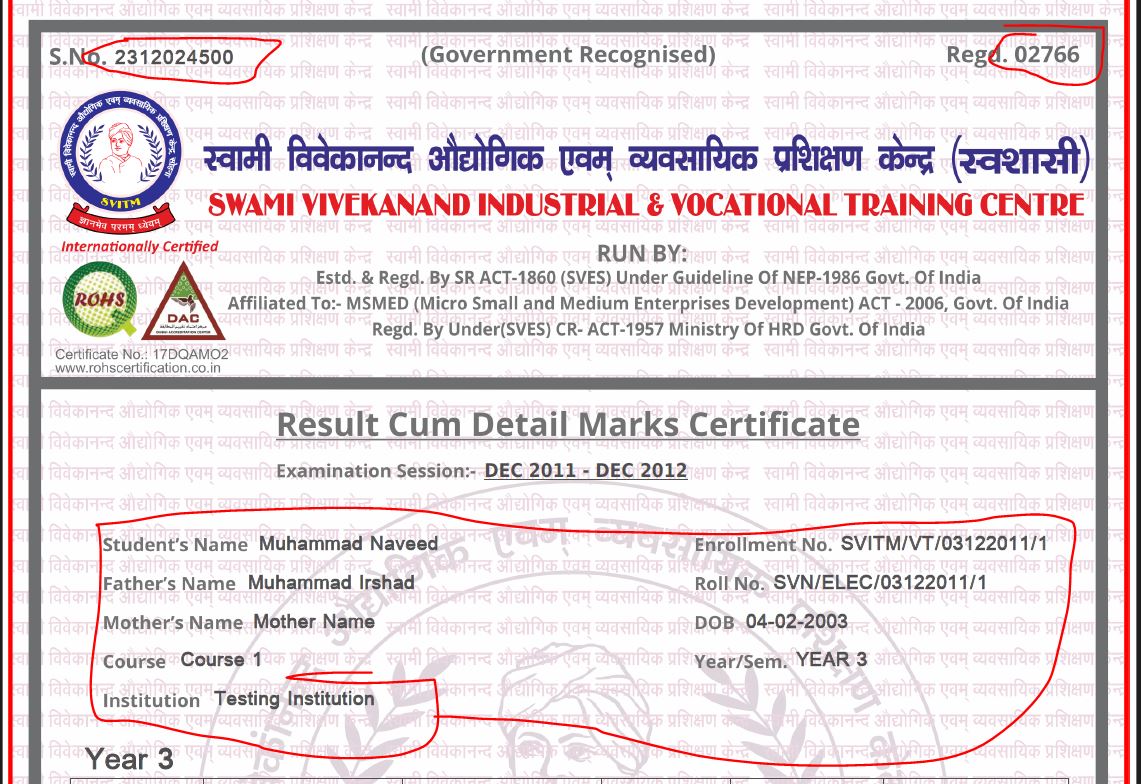 S.No. 2312024500
(Government Recognised)
Regd. 02766
स्वामी विवेकानन्द औद्योगिक एवम् व्यवसायिक प्रशिक्षण केन्द्र (स्वशासी)
SWAMI VIVEKANAND INDUSTRIAL & VOCATIONAL TRAINING CENTRE
SVITM
ज्ञानमेव परमम् ध्येयम्
Internationally Certified
ROHS
DAC
DUBAI ACCREDITATION CENTER
Certificate No.: 17DQAMO2
www.rohscertification.co.in
RUN BY:
Estd. & Regd. By SR ACT-1860 (SVES) Under Guideline Of NEP-1986 Govt. Of India
Affiliated To:- MSMED (Micro Small and Medium Enterprises Development) ACT - 2006, Govt. Of India
Regd. By Under(SVES) CR- ACT-1957 Ministry Of HRD Govt. Of India
Result Cum Detail Marks Certificate
Examination Session:- DEC 2011 - DEC 2012
Student's Name Muhammad Naveed
Enrollment No. SVITM/VT/03122011/1
Father's Name Muhammad Irshad
Roll No. SVN/ELEC/03122011/1
Mother's Name Mother Name
DOB 04-02-2003
Course Course 1
Year/Sem. YEAR 3
Institution Testing Institution
Year 3